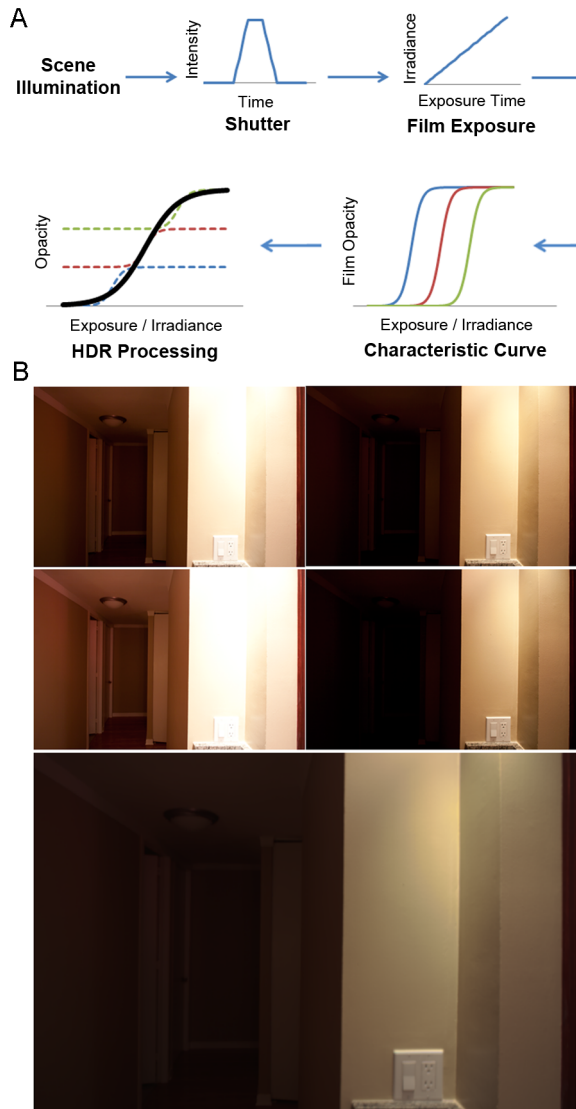 A
Scene
Illumination
Intensity
Time
Shutter
Irradiance
Exposure Time
Film Exposure
Opacity
Exposure / Irradiance
HDR Processing
Film Opacity
Exposure / Irradiance
Characteristic Curve
B